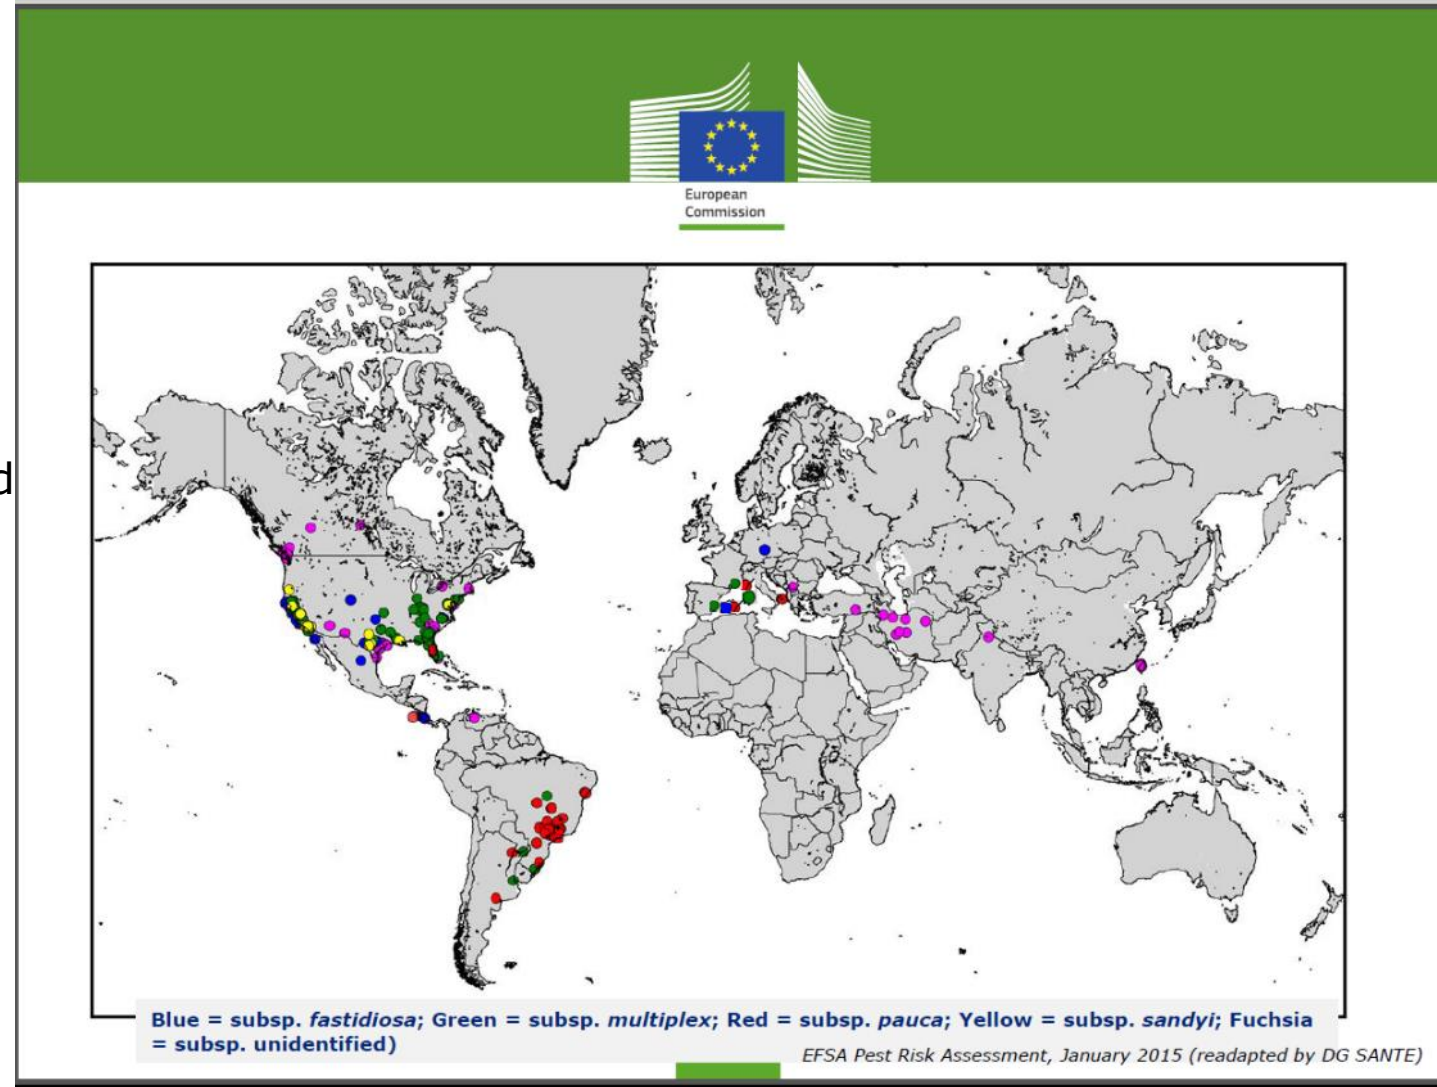 European
Commission
d
Blue = subsp. fastidiosa; Green = subsp. multiplex; Red = subsp. pauca; Yellow = subsp. sandyi; Fuchsia
= subsp. unidentified)
EFSA Pest Risk Assessment, January 2015 (readapted by DG SANTE)